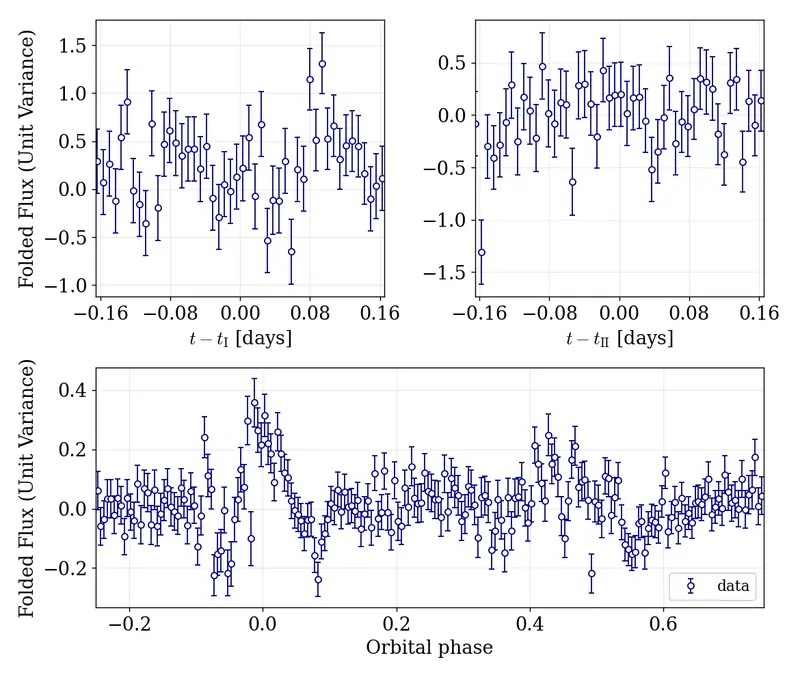 Folded Flux (Unit Variance)
1.5
1.0
0.5
0.0
−0.5
−1.0
−0.16 −0.08 0.00 0.08 0.16
t − tI [days]
0.5
0.0
−0.5
−1.0
−1.5
−0.16 −0.08 0.00 0.08 0.16
t − tII [days]
Folded Flux (Unit Variance)
0.4
0.2
0.0
−0.2
−0.2 0.0 0.2 0.4 0.6
data
Orbital phase